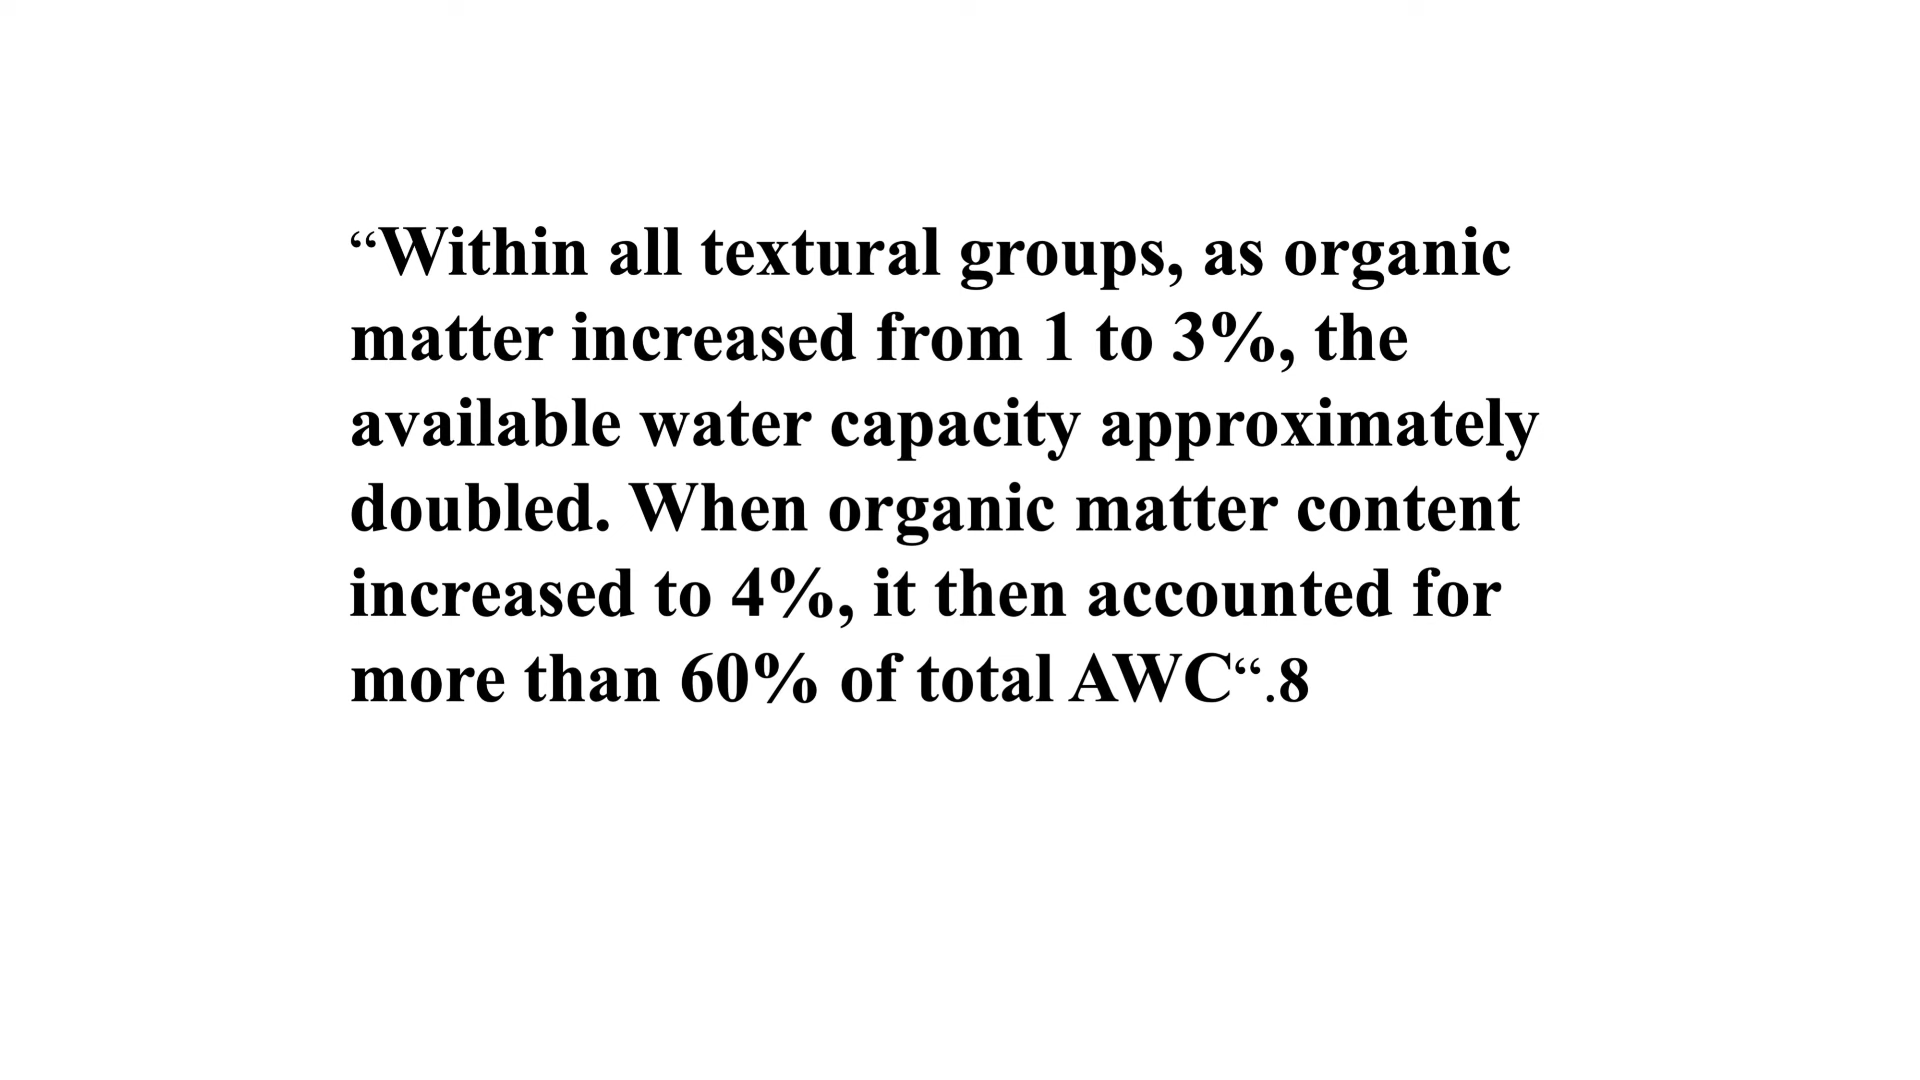 “Within all textural groups, as organic
matter increased from 1 to 3%, the
available water capacity approximately
doubled. When organic matter content
increased to 4%, it then accounted for
more than 60% of total AWC“.8